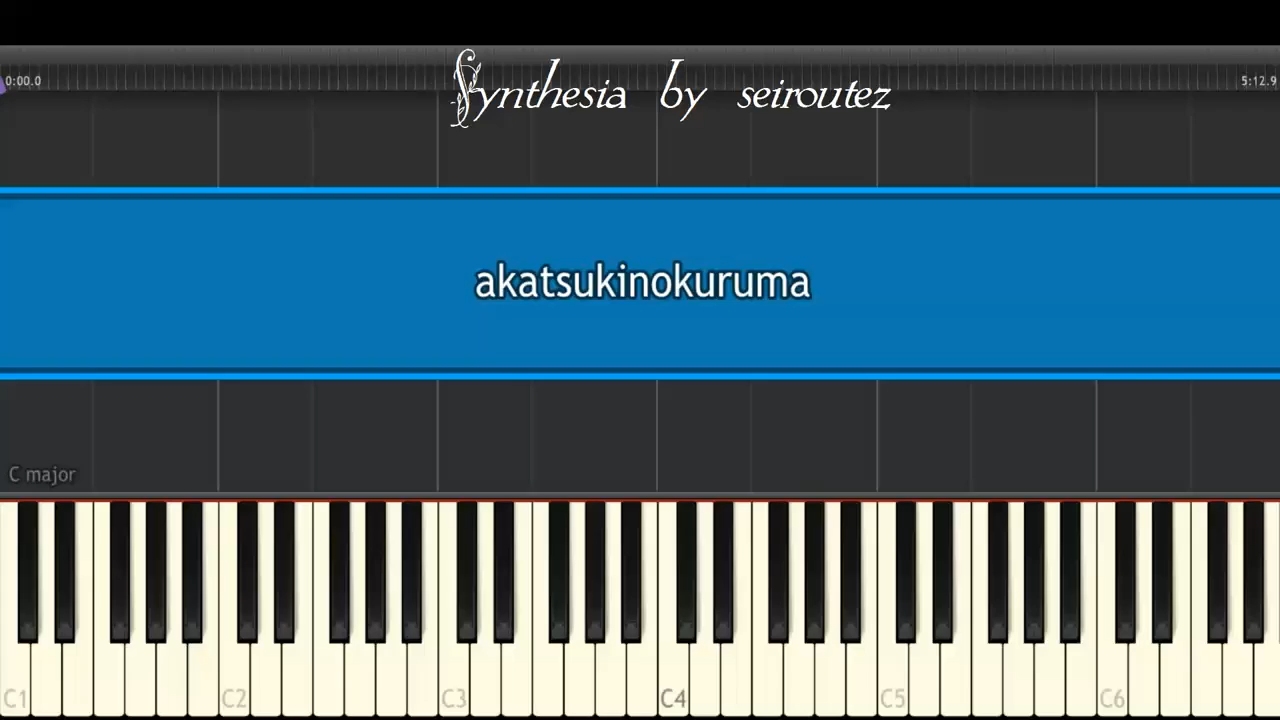 Synthesia by seiroutez
0:00.0 5:12.9
akatsukinokuruma
C major
C1 C2 C3 C4 C5 C6